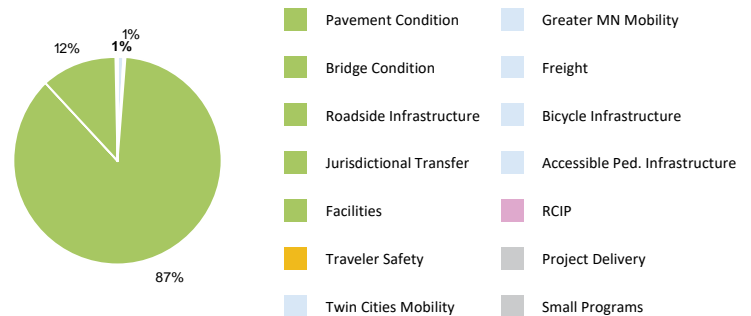 1%
1%
12%
87%
Pavement Condition
Bridge Condition
Roadside Infrastructure
Jurisdictional Transfer
Facilities
Traveler Safety
Twin Cities Mobility
Greater MN Mobility
Freight
Bicycle Infrastructure
Accessible Ped. Infrastructure
RCIP
Project Delivery
Small Programs